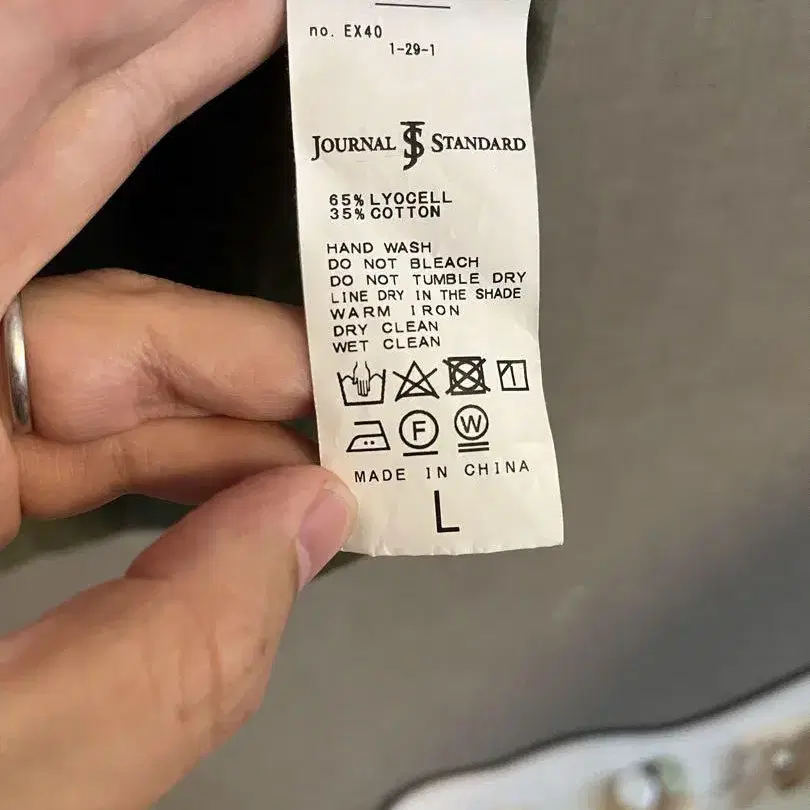 no. EX40
1-29-1
JOURNAL JS STANDARD
65% LYOCELL
35% COTTON
HAND WASH
DO NOT BLEACH
DO NOT TUMBLE DRY
LINE DRY IN THE SHADE
WARM IRON
DRY CLEAN
WET CLEAN
F W
MADE IN CHINA
L